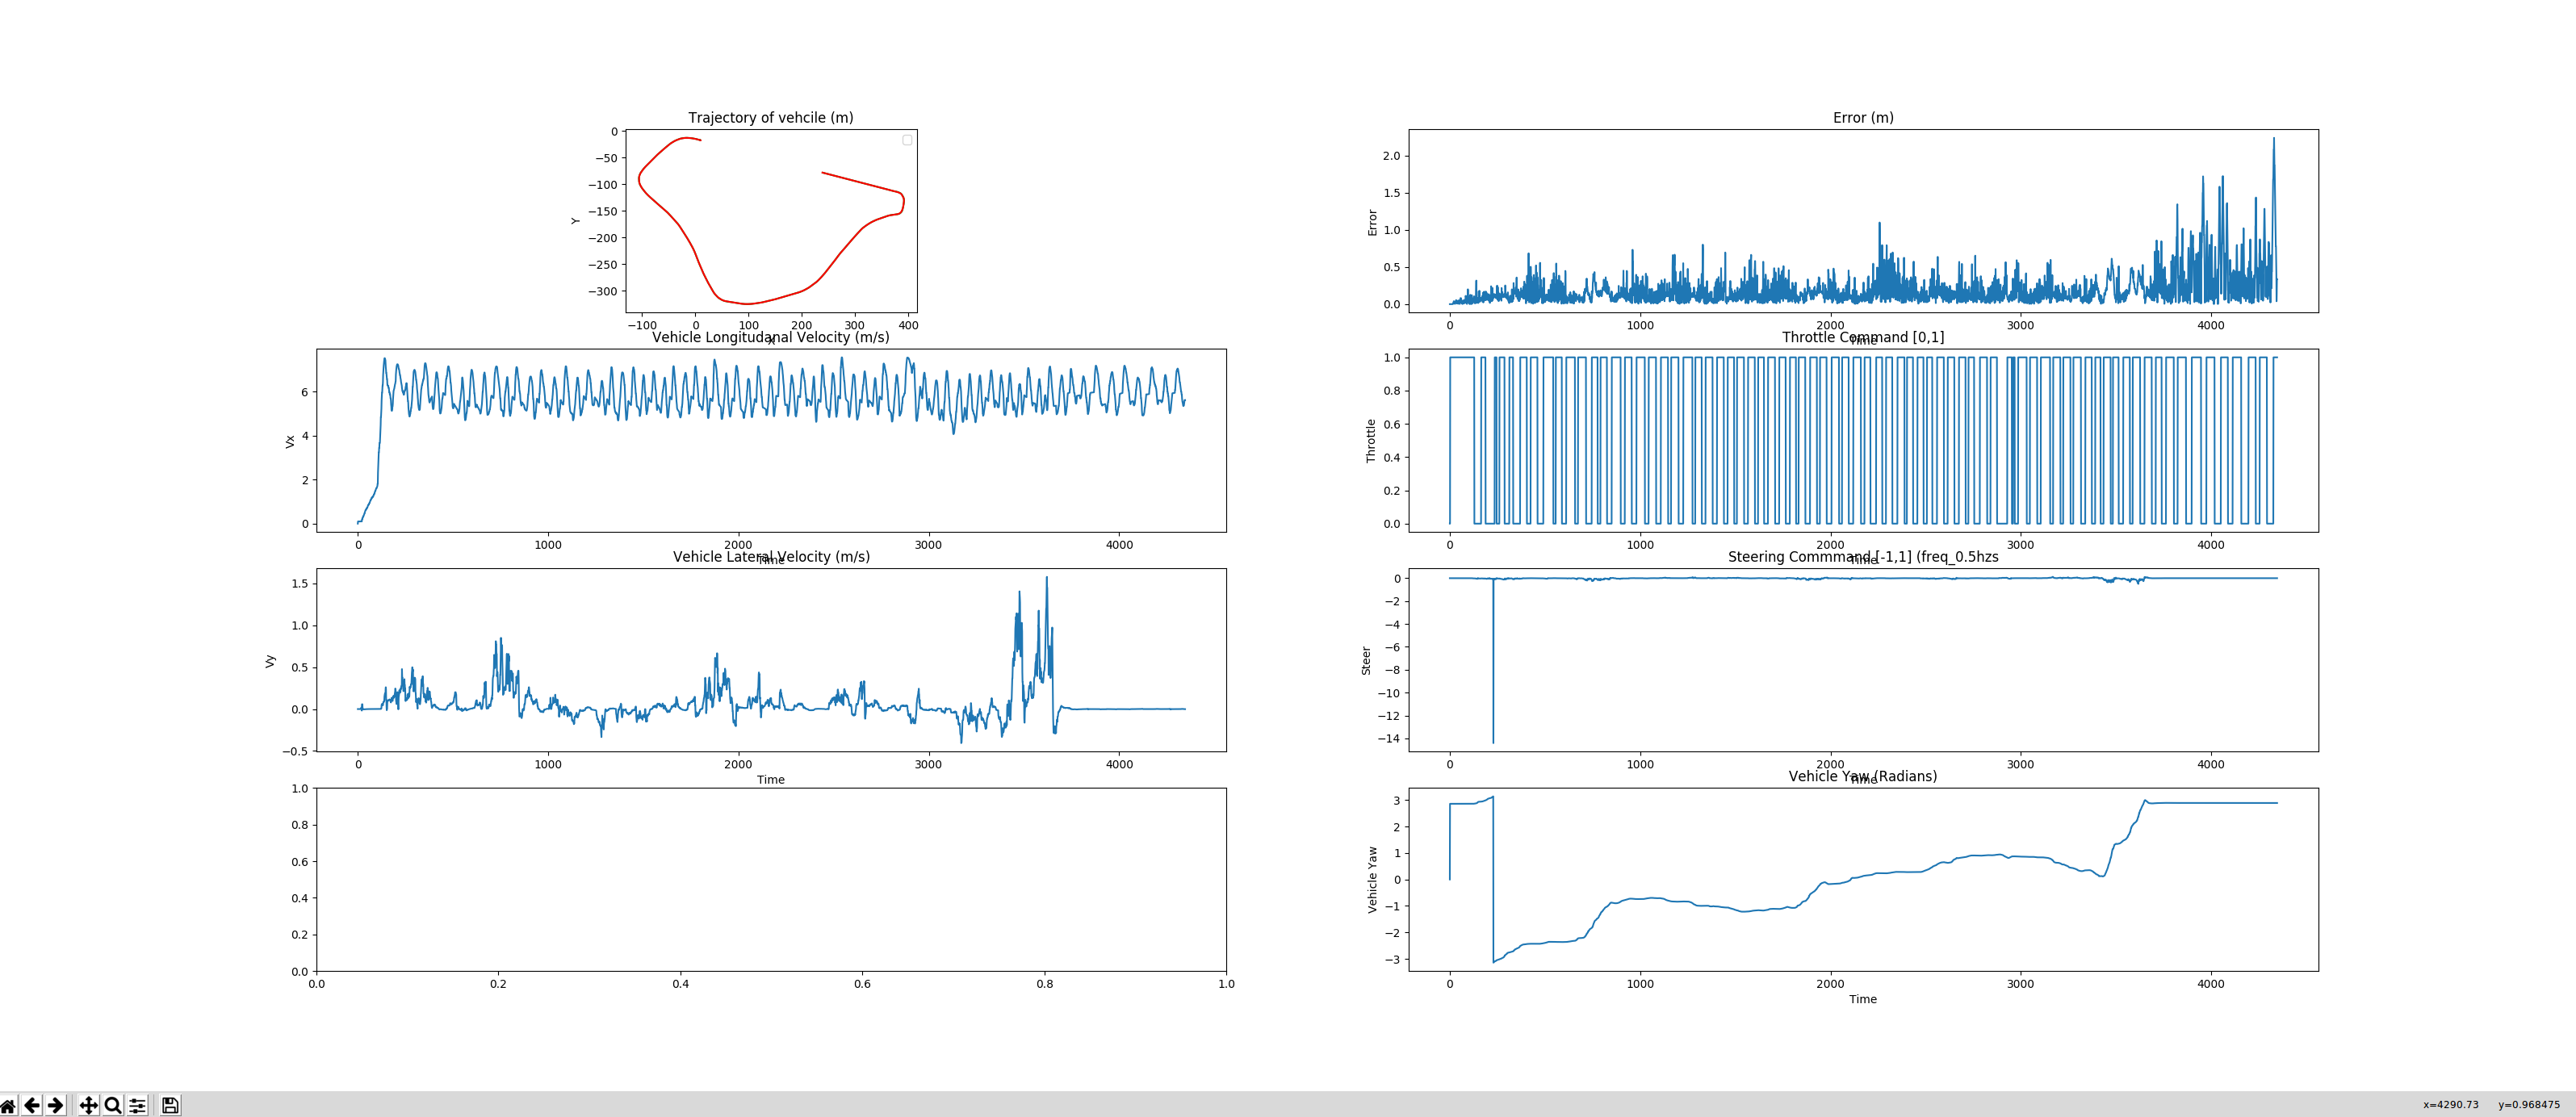 Trajectory of vehcile (m)
0
−50
−100
−150
−200
−250
−300
Y
−100 0 100 200 300 400
X
Error (m)
2.0
1.5
1.0
0.5
0.0
Error
0 1000 2000 3000 4000
Time
Vehicle Longitudanal Velocity (m/s)
6
4
2
0
Vx
0 1000 2000 3000 4000
Time
Throttle Command [0,1]
1.0
0.8
0.6
0.4
0.2
0.0
Throttle
0 1000 2000 3000 4000
Time
Vehicle Lateral Velocity (m/s)
1.5
1.0
0.5
0.0
−0.5
Vy
0 1000 2000 3000 4000
Time
Steering Commmand [-1,1] (freq_0.5hzs
0
−2
−4
−6
−8
−10
−12
−14
Steer
0 1000 2000 3000 4000
Time
1.0
0.8
0.6
0.4
0.2
0.0
0.0 0.2 0.4 0.6 0.8 1.0
Vehicle Yaw (Radians)
3
2
1
0
−1
−2
−3
Vehicle Yaw
0 1000 2000 3000 4000
Time
x=4290.73 y=0.968475